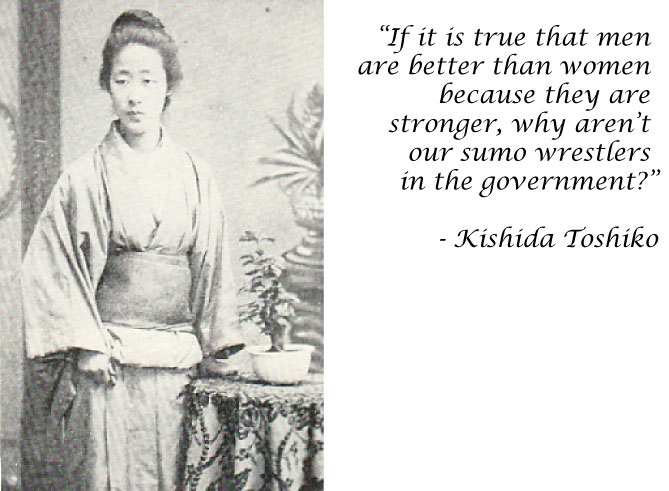 “If it is true that men
are better than women
because they are
stronger, why aren’t
our sumo wrestlers
in the government?”
- Kishida Toshiko